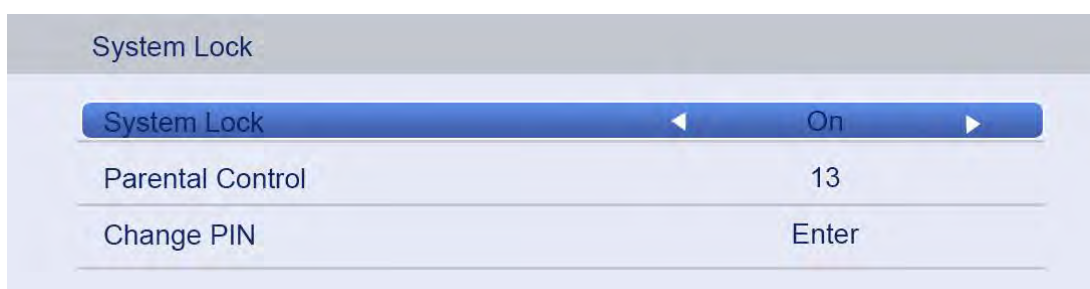 System Lock
System Lock On
Parental Control 13
Change PIN Enter